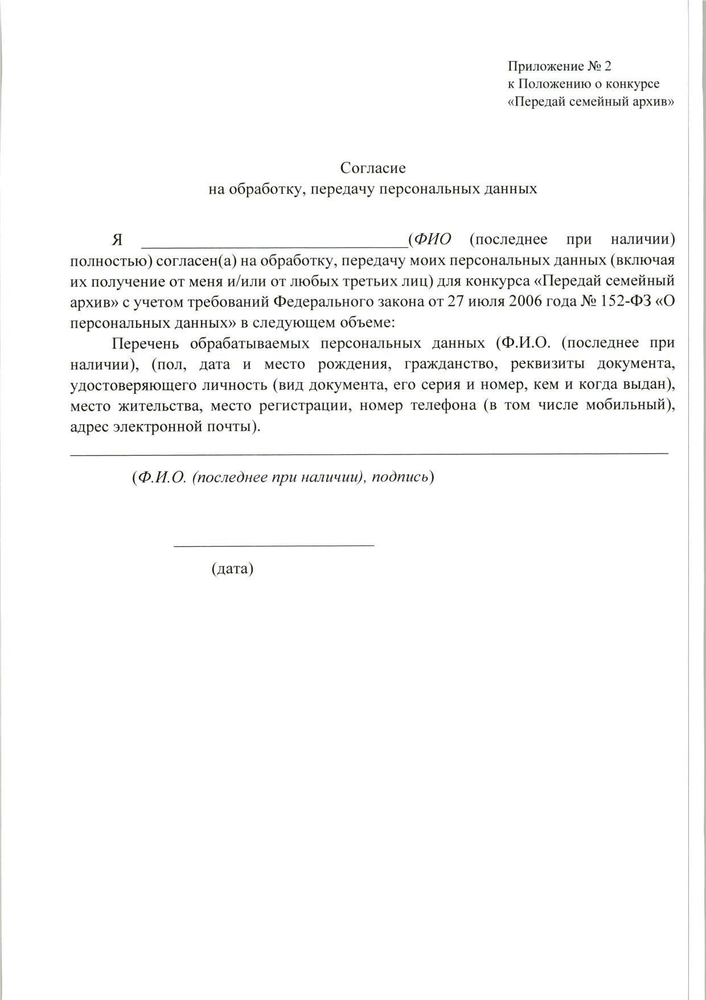 Приложение № 2
к Положению о конкурсе
«Передай семейный архив»
Согласие
на обработку, передачу персональных данных
Я _________________________________(ФИО (последнее при наличии)
полностью) согласен(а) на обработку, передачу моих персональных данных (включая
их получение от меня и/или от любых третьих лиц) для конкурса «Передай семейный
архив» с учетом требований Федерального закона от 27 июля 2006 года № 152-ФЗ «О
персональных данных» в следующем объеме:
Перечень обрабатываемых персональных данных (Ф.И.О. (последнее при
наличии), (пол, дата и место рождения, гражданство, реквизиты документа,
удостоверяющего личность (вид документа, его серия и номер, кем и когда выдан),
место жительства, место регистрации, номер телефона (в том числе мобильный),
адрес электронной почты).
(Ф.И.О. (последнее при наличии), подпись)
(дата)